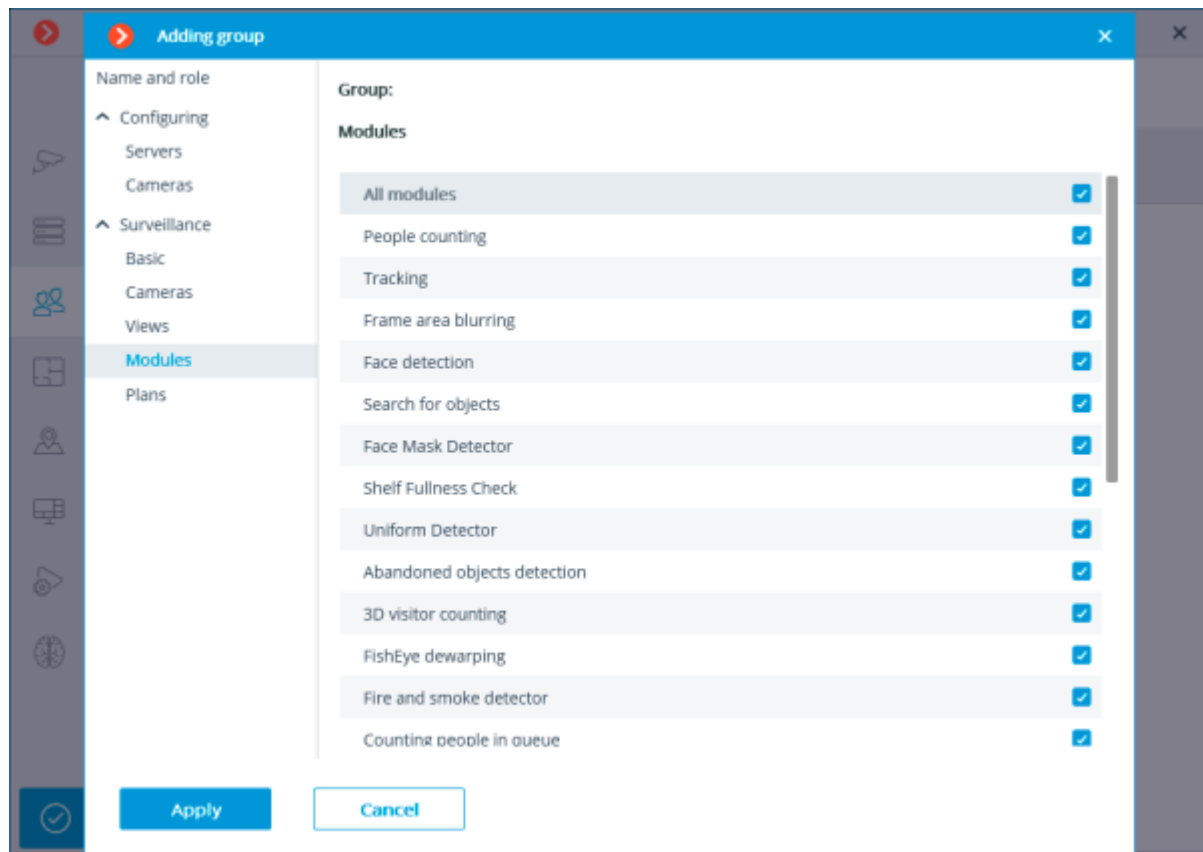 Adding group
Name and role
Configuring
Servers
Cameras
Surveillance
Basic
Cameras
Views
Modules
Plans
Group:
Modules
All modules
People counting
Tracking
Frame area blurring
Face detection
Search for objects
Face Mask Detector
Shelf Fullness Check
Uniform Detector
Abandoned objects detection
3D visitor counting
FishEye dewarping
Fire and smoke detector
Counting people in queue
Apply
Cancel